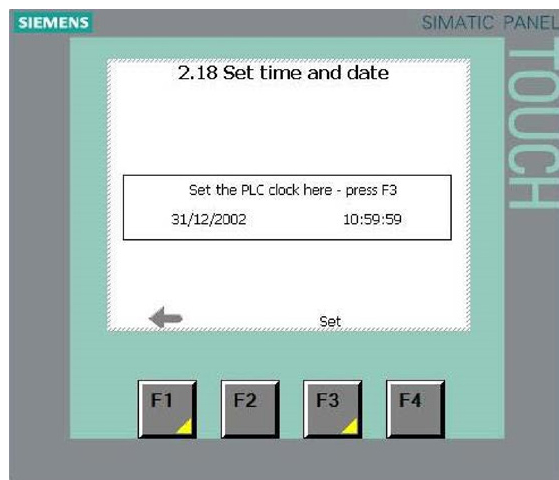 SIEMENS
SIMATIC PANEL
TOUCH
2.18 Set time and date
Set the PLC clock here - press F3
31/12/2002 10:59:59
Set
F1 F2 F3 F4